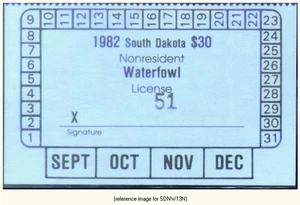 9 10 11 12 13 14 15 16 17 18 19 20 21 22 23
8 24
7 25
6 26
5 27
4 28
3 29
2 30
1 31
1982 South Dakota $30
Nonresident
Waterfowl
License
51
X
Signature
SEPT OCT NOV DEC
(reference image for SDNW13N)